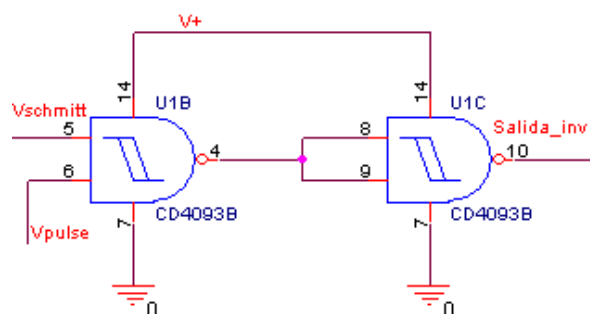 V+
14
14
U1B
U1C
Vschmitt
5
4
8
Salida_inv
10
6
9
CD4093B
CD4093B
Vpulse
7
7
0
0